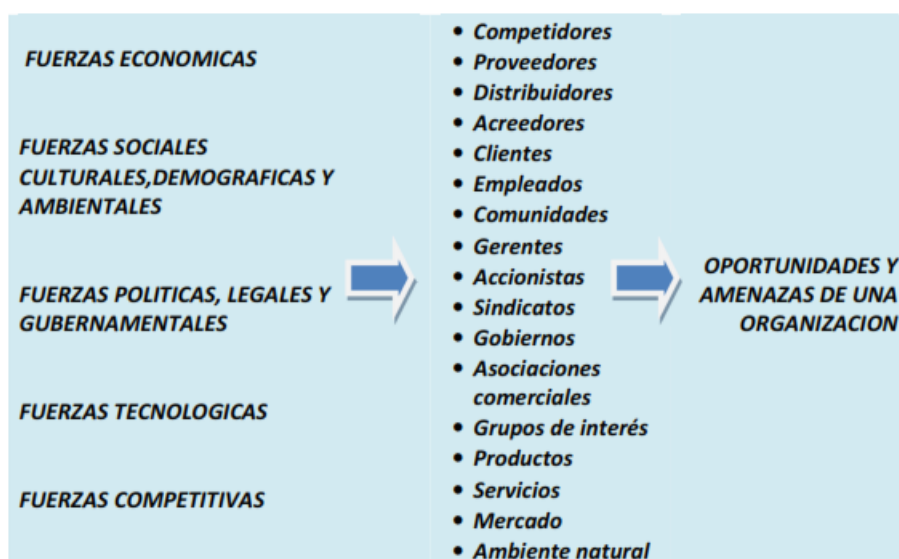 FUERZAS ECONOMICAS
FUERZAS SOCIALES
CULTURALES,DEMOGRAFICAS Y
AMBIENTALES
FUERZAS POLITICAS, LEGALES Y
GUBERNAMENTALES
FUERZAS TECNOLOGICAS
FUERZAS COMPETITIVAS
• Competidores
• Proveedores
• Distribuidores
• Acreedores
• Clientes
• Empleados
• Comunidades
• Gerentes
• Accionistas
• Sindicatos
• Gobiernos
• Asociaciones
comerciales
• Grupos de interés
• Productos
• Servicios
• Mercado
• Ambiente natural
OPORTUNIDADES Y
AMENAZAS DE UNA
ORGANIZACION